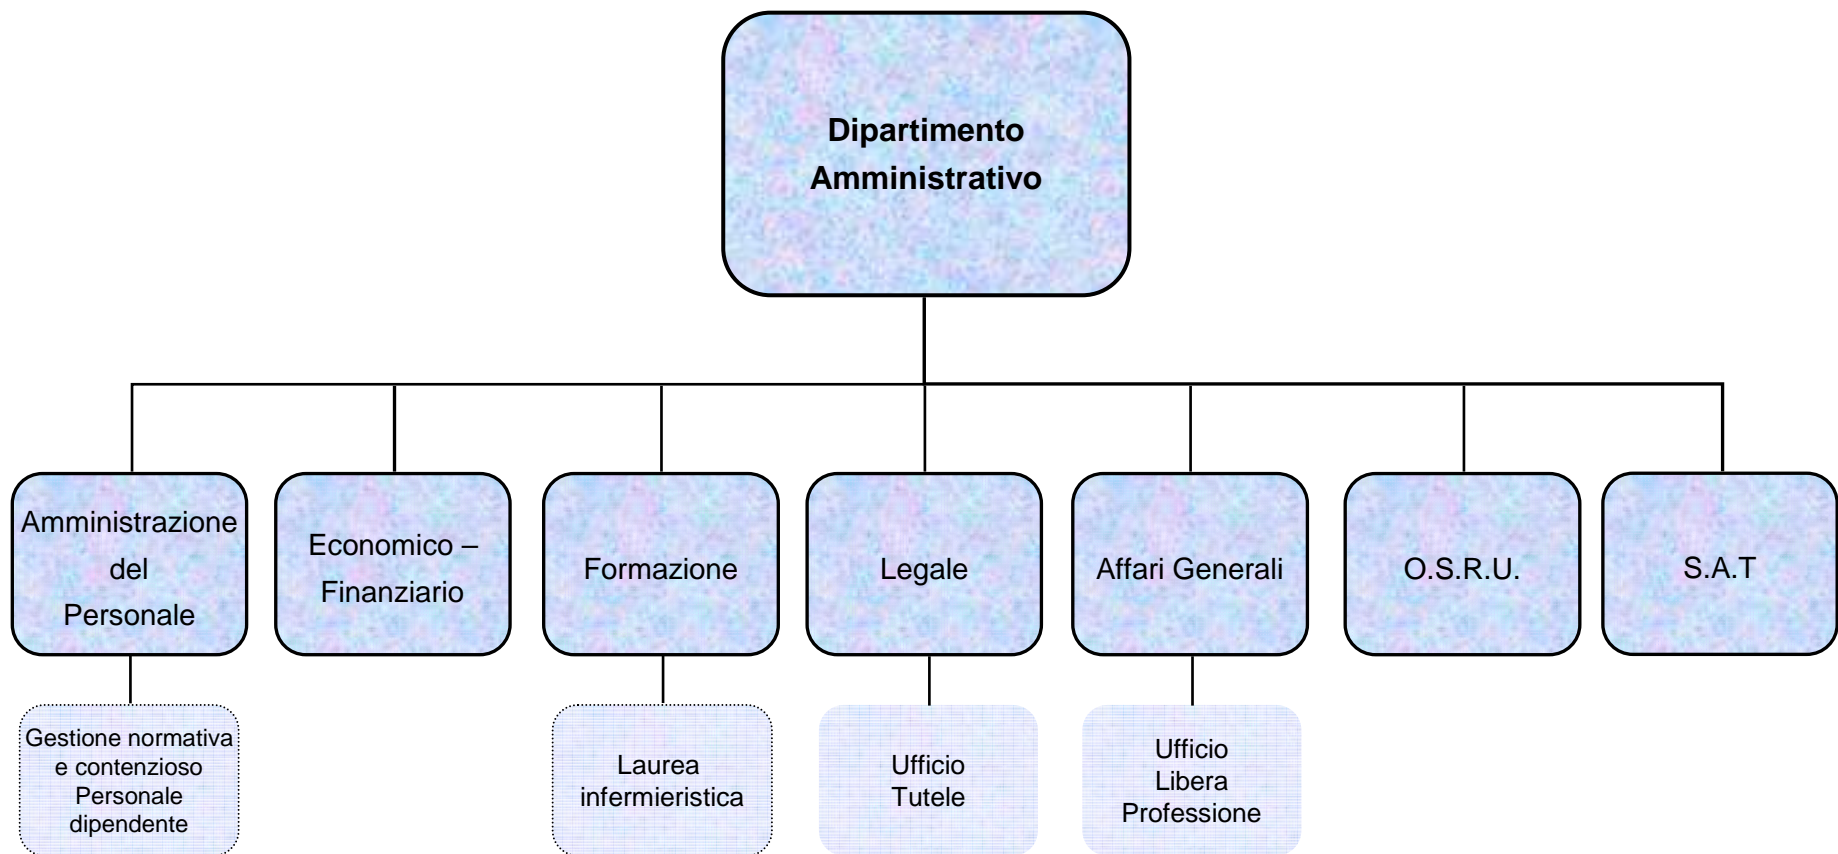 Dipartimento
Amministrativo
Amministrazione
del
Personale
Economico –
Finanziario
Formazione
Legale
Affari Generali
O.S.R.U.
S.A.T
Gestione normativa
e contenzioso
Personale
dipendente
Laurea
infermieristica
Ufficio
Tutele
Ufficio
Libera
Professione